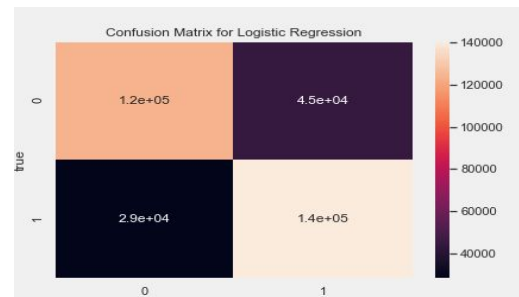 Confusion Matrix for Logistic Regression
140000
0
1.2e+05
4.5e+04
120000
100000
true
80000
1
2.9e+04
1.4e+05
60000
40000
0
1